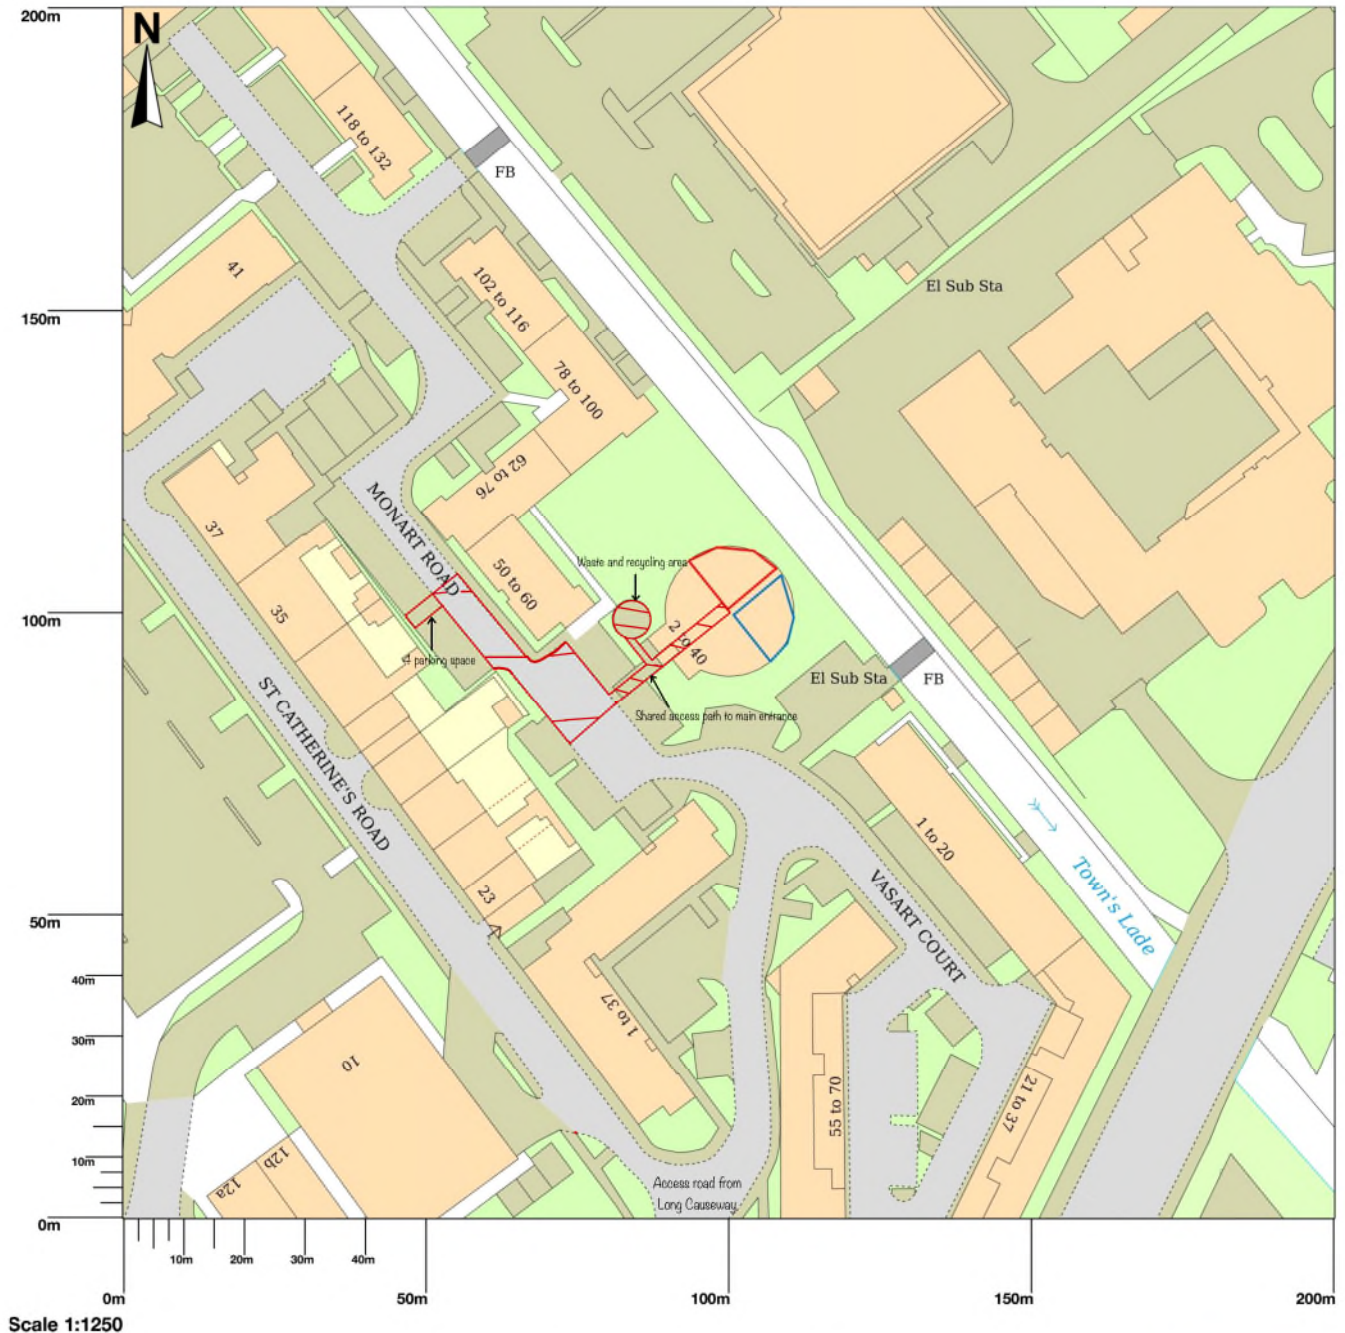 200m
N
118 to 132
FB
41
El Sub Sta
102 to 116
150m
78 to 100
62 to 76
MONART ROAD
37
Waste and recycling area
50 to 60
35
100m
2 to 40
parking space
El Sub Sta
FB
Shared access path to main entrance
ST CATHERINE'S ROAD
1 to 20
23
VASART COURT
Town's Lade
50m
40m
1 to 37
30m
10
20m
55 to 70
21 to 37
10m
12b
12a
Access road from
Long Causeway
0m
10m
20m
30m
40m
0m
50m
100m
150m
200m
Scale 1:1250